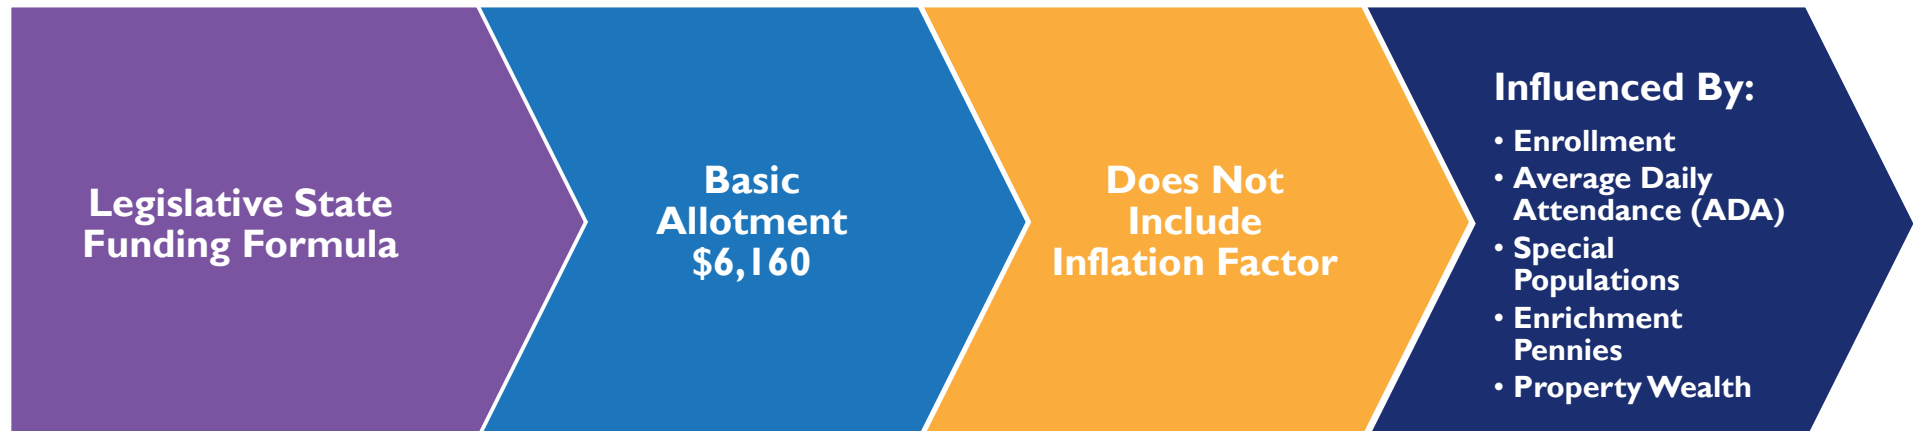 Legislative State
Funding Formula
Basic
Allotment
$6,160
Does Not
Include
Inflation Factor
Influenced By:
• Enrollment
• Average Daily
Attendance (ADA)
• Special
Populations
• Enrichment
Pennies
• Property Wealth